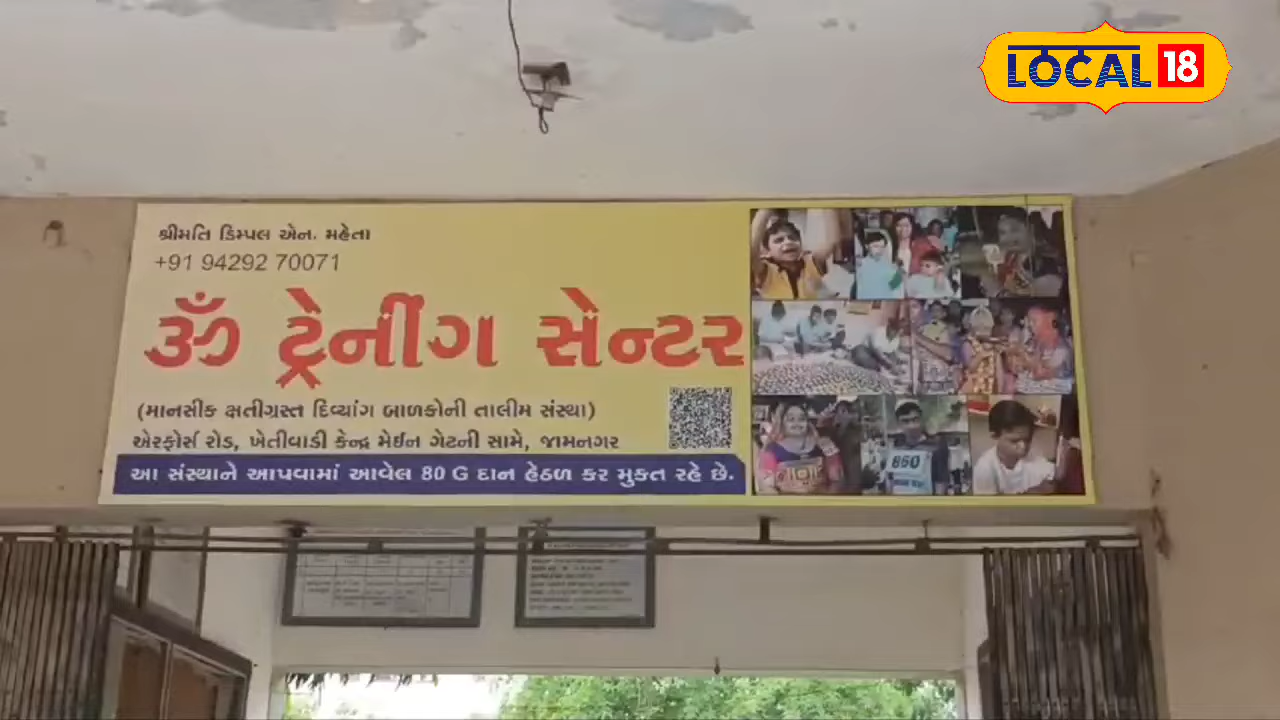 LOCAL 18
શ્રીમતિ ડિમ્પલ એન. મહેતા
+91 94292 70071
ૐ ટ્રેનીંગ સેન્ટર
(માનસીક ક્ષતીગ્રસ્ત દિવ્યાંગ બાળકોની તાલીમ સંસ્થા)
એરફોર્સ રોડ, ખેતીવાડી કેન્દ્ર મેઈન ગેટની સામે, જામનગર
આ સંસ્થાને આપવામાં આવેલ 80 G દાન હેઠળ કર મુક્ત રહે છે.
860